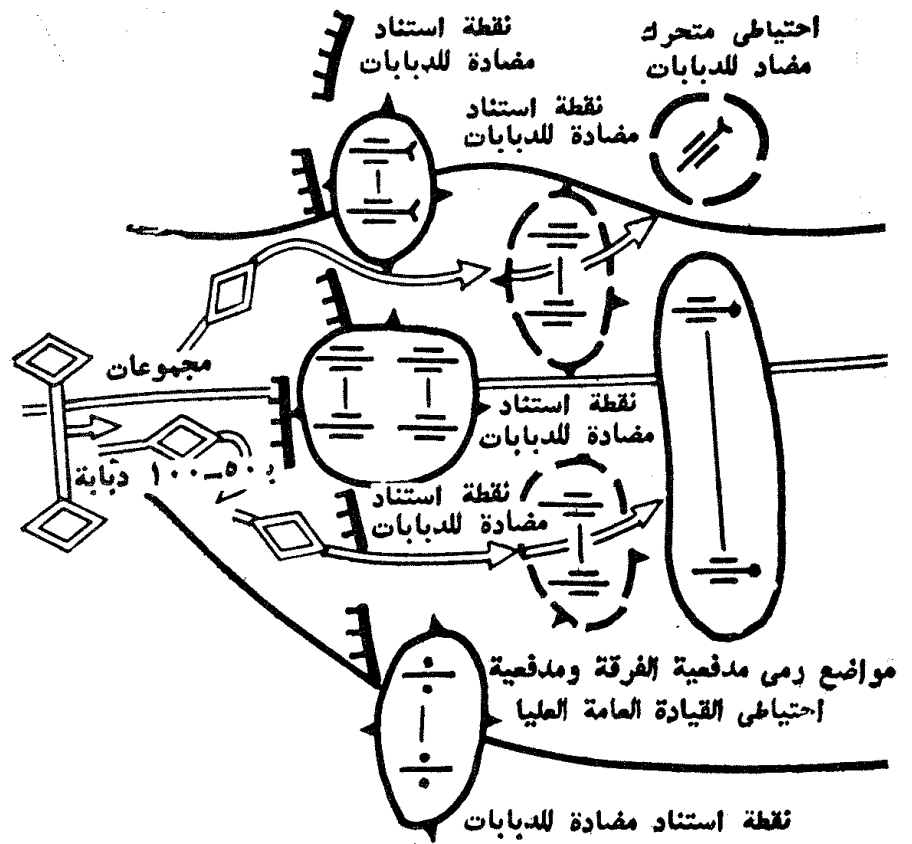 نقطة استناد
مضادة للدبابات
احتياطى متحرك
مضاد للدبابات
نقطة استناد
مضادة للدبابات
مجموعات
بـ ٥٠–١٠٠ دبابة
نقطة استناد
مضادة للدبابات
نقطة استناد
مضادة للدبابات
مواضع رمى مدفعية الفرقة ومدفعية
احتياطى القيادة العامة العليا
نقطة استناد مضادة للدبابات